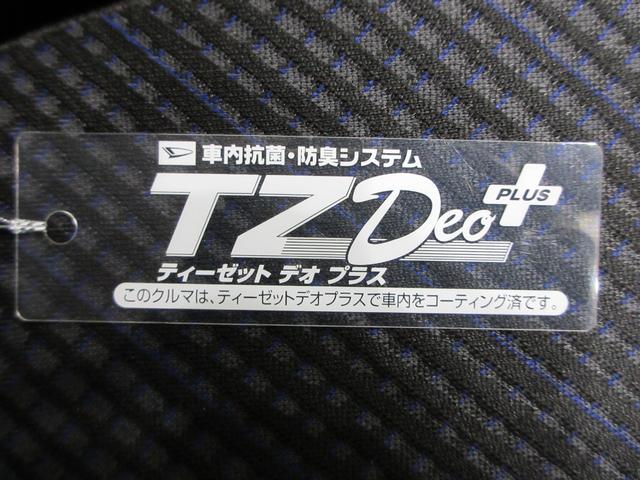 車内抗菌・防臭システム
TZ Deo PLUS
ティーゼット デオ プラス
このクルマは、ティーゼットデオプラスで車内をコーティング済です。